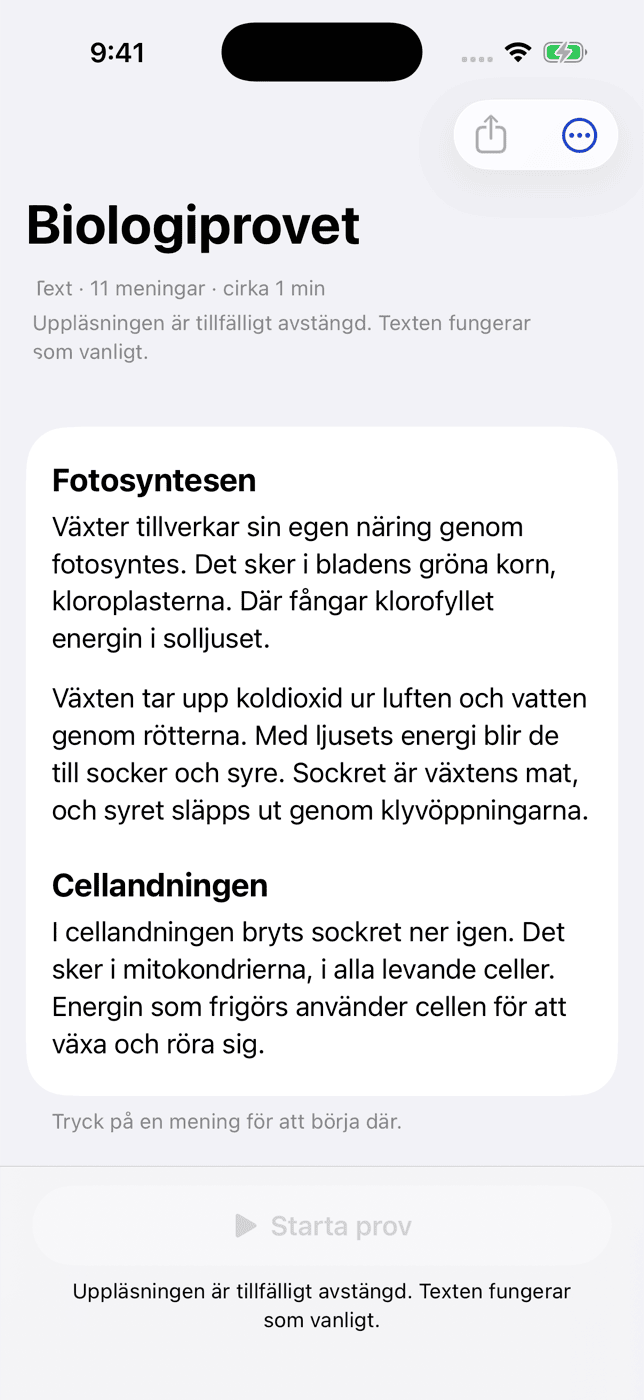 9:41
Biologiprovet
Text · 11 meningar · cirka 1 min
Uppläsningen är tillfälligt avstängd. Texten fungerar
som vanligt.
Fotosyntesen
Växter tillverkar sin egen näring genom
fotosyntes. Det sker i bladens gröna korn,
kloroplasterna. Där fångar klorofyllet
energin i solljuset.
Växten tar upp koldioxid ur luften och vatten
genom rötterna. Med ljusets energi blir de
till socker och syre. Sockret är växtens mat,
och syret släpps ut genom klyvöppningarna.
Cellandningen
I cellandningen bryts sockret ner igen. Det
sker i mitokondrierna, i alla levande celler.
Energin som frigörs använder cellen för att
växa och röra sig.
Tryck på en mening för att börja där.
Starta prov
Uppläsningen är tillfälligt avstängd. Texten fungerar
som vanligt.